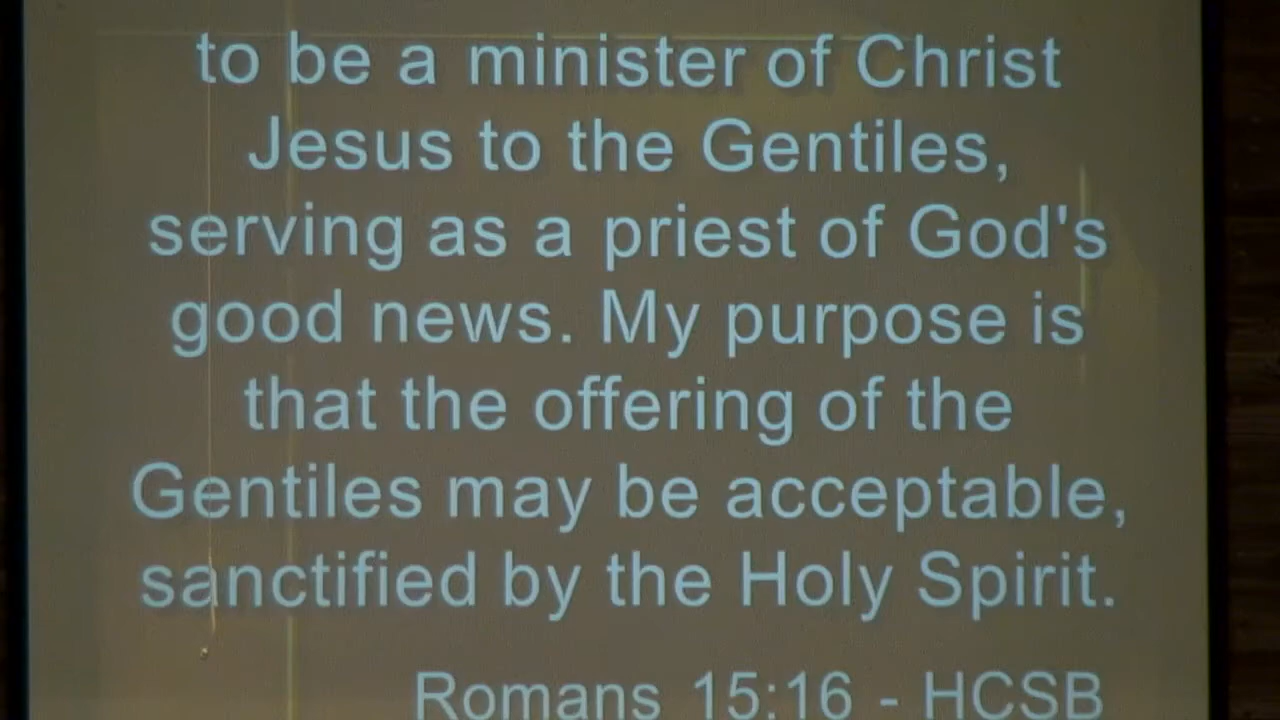 to be a minister of Christ
Jesus to the Gentiles,
serving as a priest of God's
good news. My purpose is
that the offering of the
Gentiles may be acceptable,
sanctified by the Holy Spirit.
Romans 15:16 - HCSB